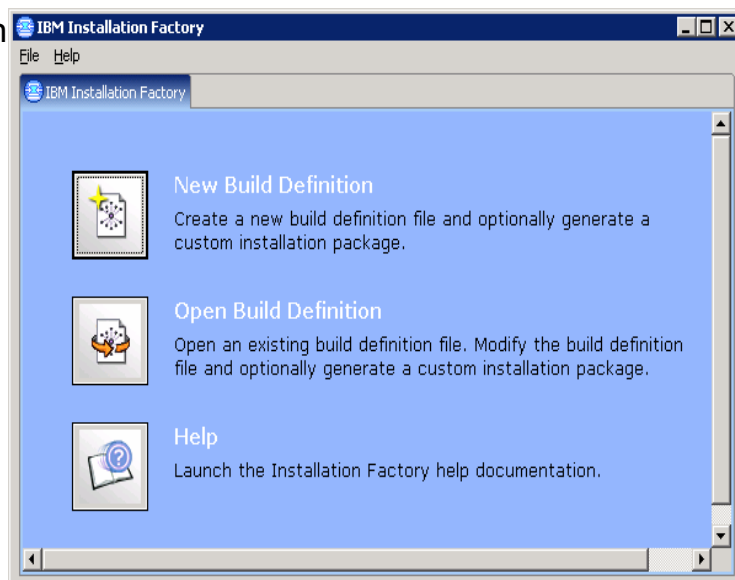 n
IBM Installation Factory
File Help
IBM Installation Factory
New Build Definition
Create a new build definition file and optionally generate a
custom installation package.
Open Build Definition
Open an existing build definition file. Modify the build definition
file and optionally generate a custom installation package.
Help
Launch the Installation Factory help documentation.